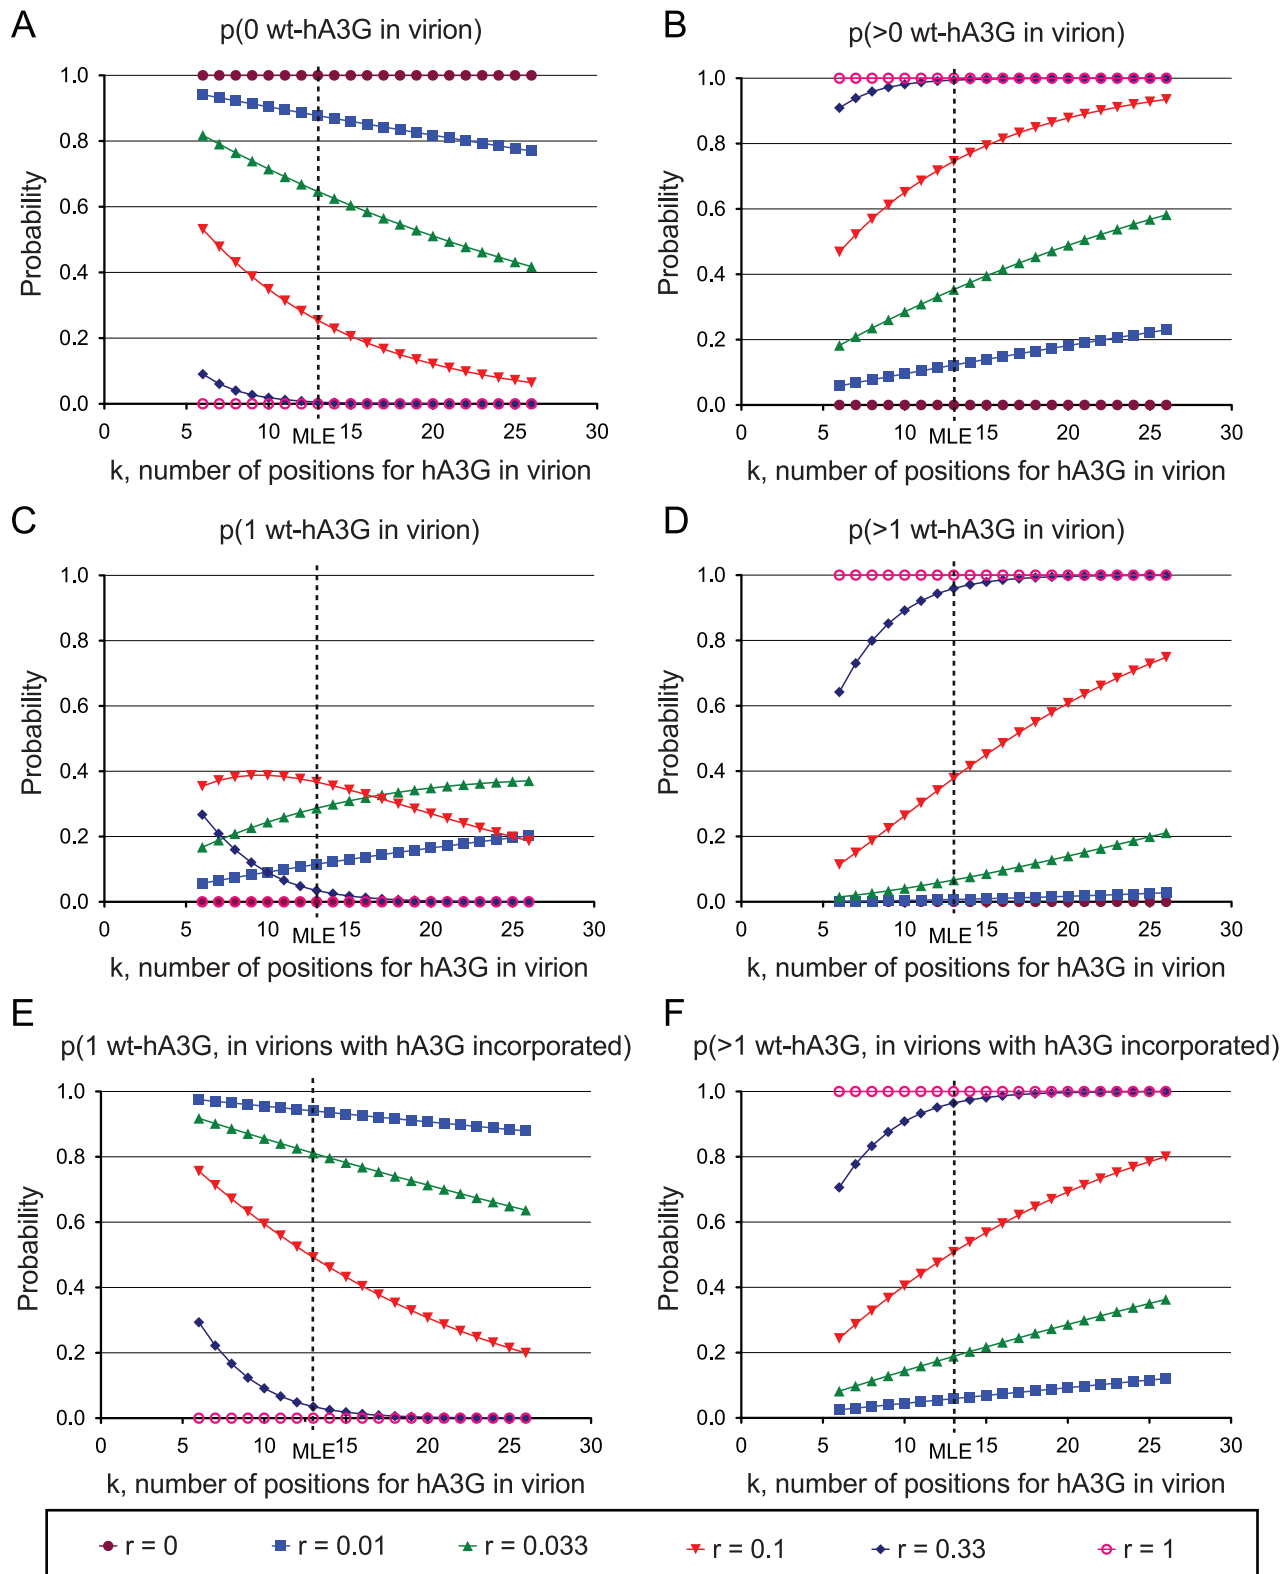 A
p(0 wt-hA3G in virion)
1.0
0.8
0.6
0.4
0.2
0.0
Probability
0 5 10 MLE 15 20 25 30
k, number of positions for hA3G in virion
B
p(>0 wt-hA3G in virion)
1.0
0.8
0.6
0.4
0.2
0.0
Probability
0 5 10 MLE 15 20 25 30
k, number of positions for hA3G in virion
C
p(1 wt-hA3G in virion)
1.0
0.8
0.6
0.4
0.2
0.0
Probability
0 5 10 MLE 15 20 25 30
k, number of positions for hA3G in virion
D
p(>1 wt-hA3G in virion)
1.0
0.8
0.6
0.4
0.2
0.0
Probability
0 5 10 MLE 15 20 25 30
k, number of positions for hA3G in virion
E
p(1 wt-hA3G, in virions with hA3G incorporated)
1.0
0.8
0.6
0.4
0.2
0.0
Probability
0 5 10 MLE 15 20 25 30
k, number of positions for hA3G in virion
F
p(>1 wt-hA3G, in virions with hA3G incorporated)
1.0
0.8
0.6
0.4
0.2
0.0
Probability
0 5 10 MLE 15 20 25 30
k, number of positions for hA3G in virion
r = 0 r = 0.01 r = 0.033 r = 0.1 r = 0.33 r = 1